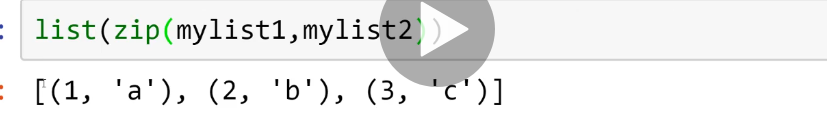 : list(zip(mylist1,mylist2))
: [(1, 'a'), (2, 'b'), (3, 'c')]